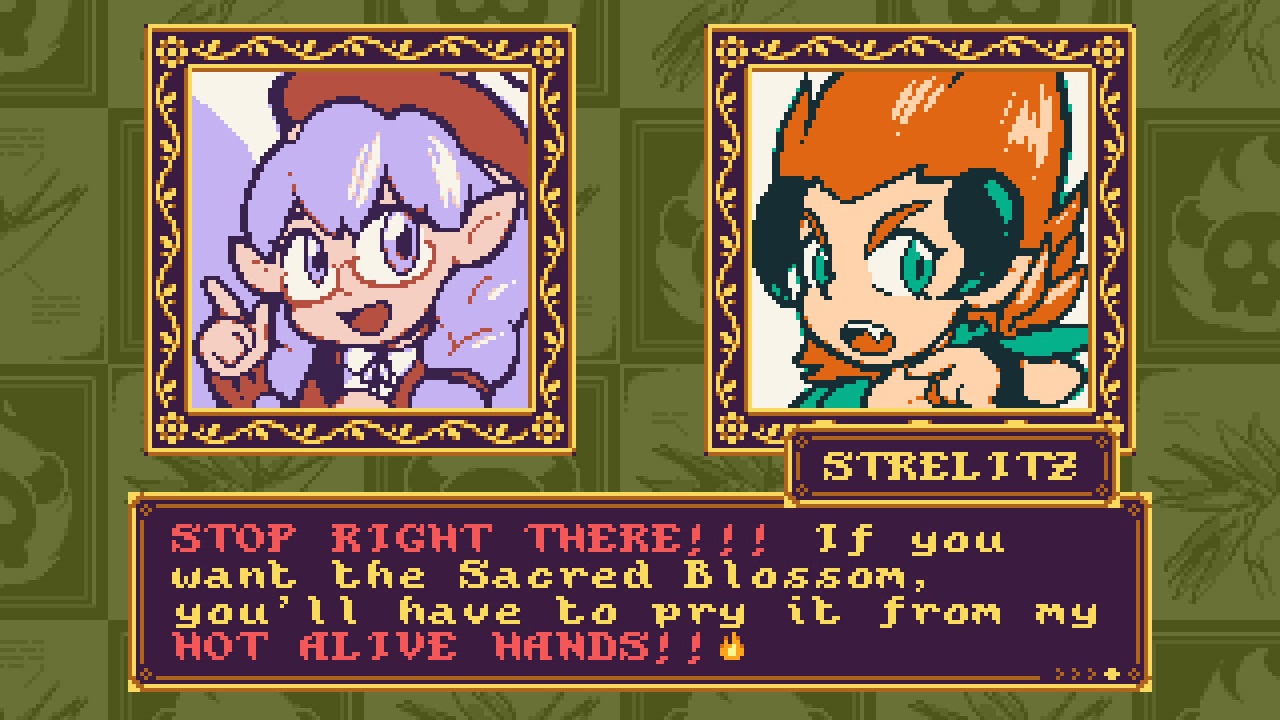 STRELITZ
STOP RIGHT THERE!!! If you
want the Sacred Blossom,
you'll have to pry it from my
HOT ALIVE HANDS!!🔥